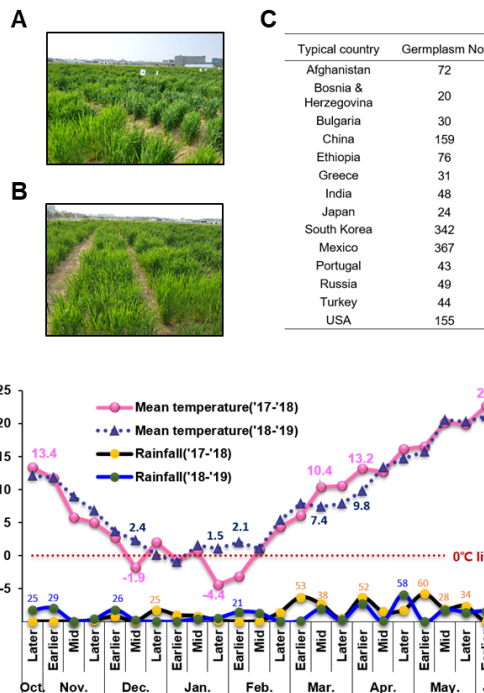 A
C
Typical country Germplasm No
Afghanistan 72
Bosnia &
Herzegovina 20
Bulgaria 30
China 159
Ethiopia 76
Greece 31
India 48
Japan 24
South Korea 342
Mexico 367
Portugal 43
Russia 49
Turkey 44
USA 155
B
25
20
15
10
5
0
-5
Mean temperature('17-'18)
Mean temperature('18-'19)
Rainfall('17-'18)
Rainfall('18-'19)
13.4
2.4
-1.9
1.5
-4.4
2.1
10.4
7.4
13.2
9.8
0℃ li
25 29 26 25 21 53 38 52 58 60 28 34
Later Earlier Mid Later Earlier Mid Later Earlier Mid Later Earlier Mid Later Earlier Mid Later Earlier Mid Later Earlier Mid Later
Oct. Nov. Dec. Jan. Feb. Mar. Apr. May.